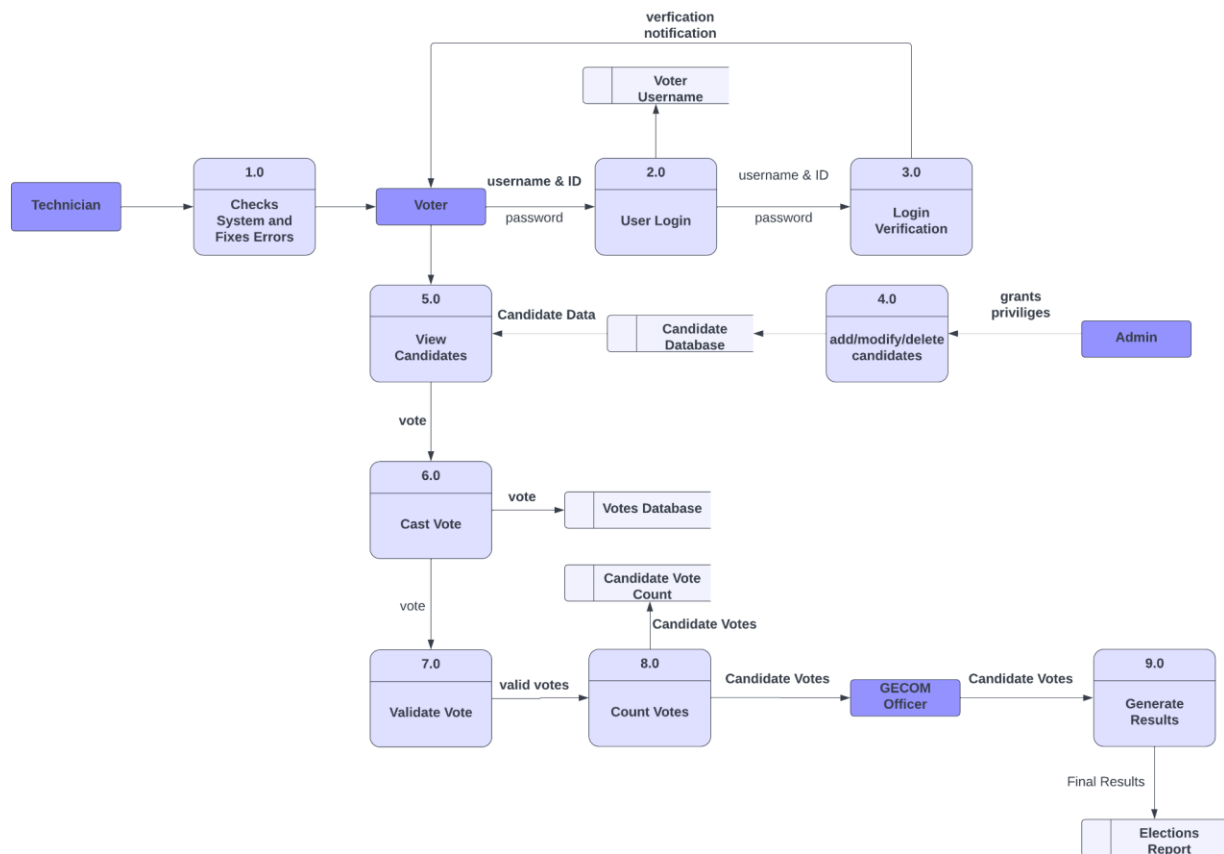 verfication
notification
Voter
Username
1.0
2.0
3.0
Technician
Checks
System and
Fixes Errors
Voter
username & ID
password
User Login
username & ID
password
Login
Verification
5.0
View
Candidates
Candidate Data
Candidate
Database
4.0
add/modify/delete
candidates
grants
priviliges
Admin
vote
6.0
Cast Vote
vote
Votes Database
vote
Candidate Vote
Count
Candidate Votes
7.0
Validate Vote
valid votes
8.0
Count Votes
Candidate Votes
GECOM
Officer
Candidate Votes
9.0
Generate
Results
Final Results
Elections
Report